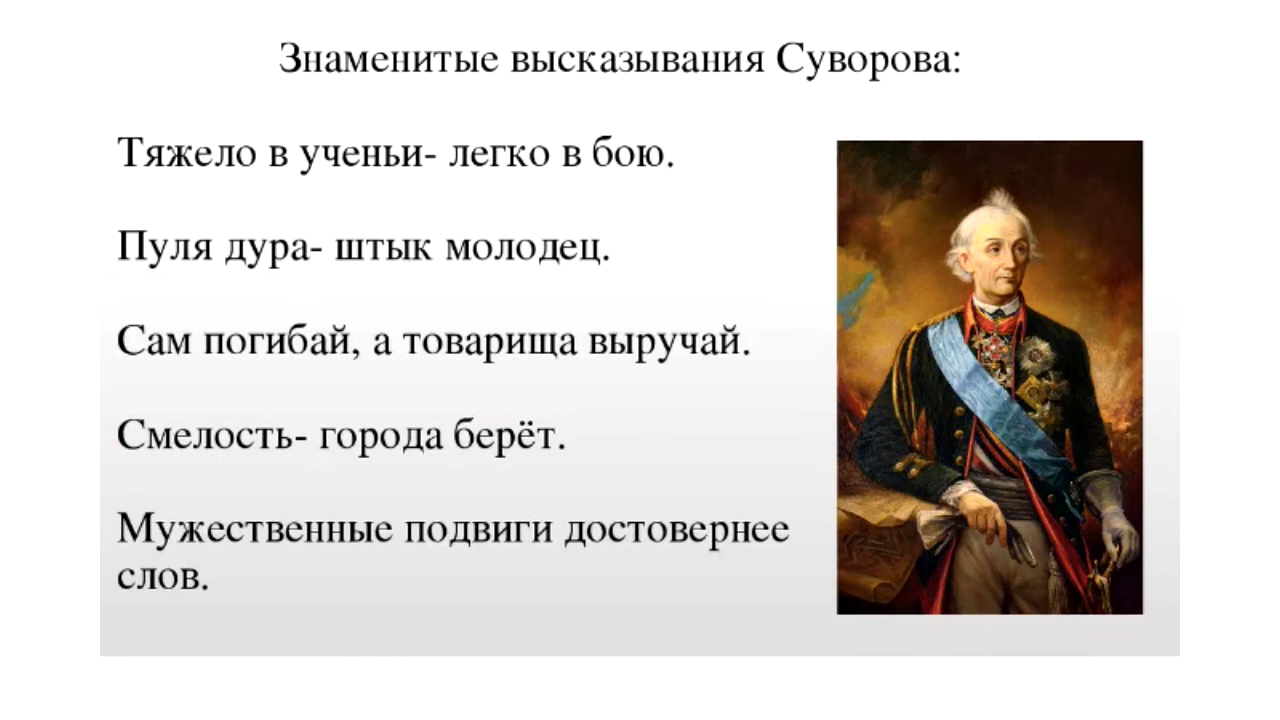 Знаменитые высказывания Суворова:
Тяжело в ученьи- легко в бою.
Пуля дура- штык молодец.
Сам погибай, а товарища выручай.
Смелость- города берёт.
Мужественные подвиги достовернее
слов.